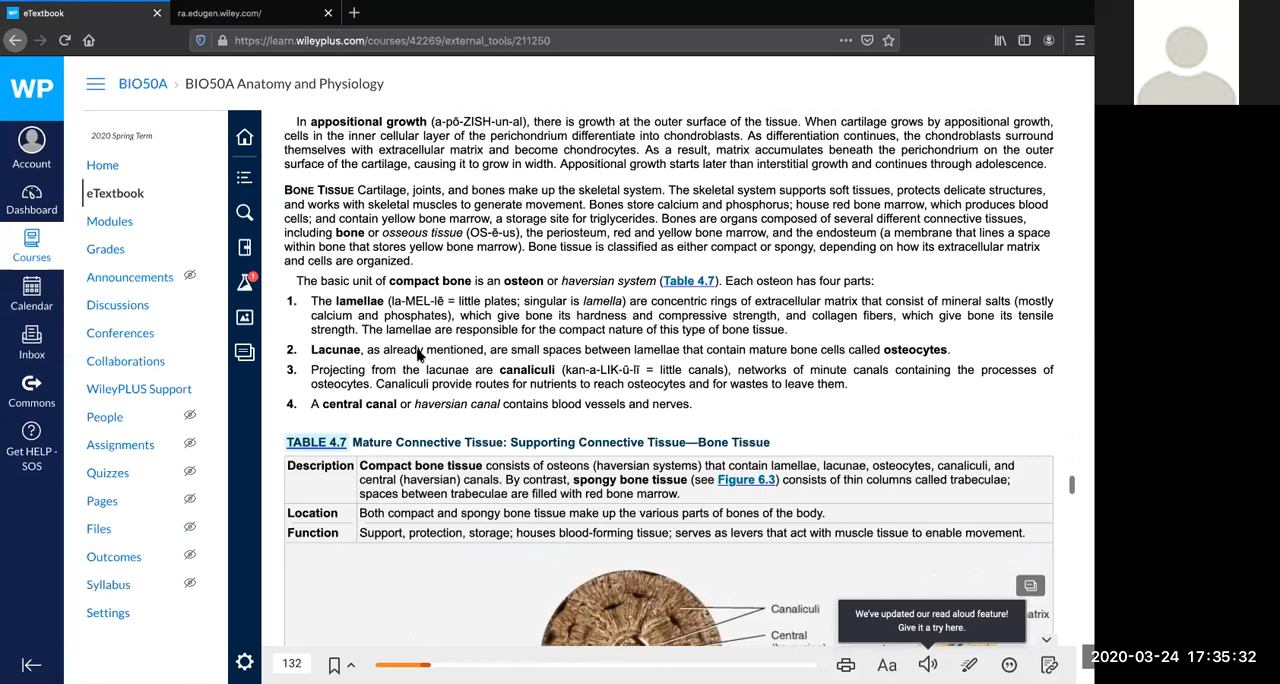 WP eTextbook
ra.edugen.wiley.com/
https://learn.wileyplus.com/courses/42269/external_tools/211250
WP
Account
Dashboard
Courses
Calendar
Inbox
Commons
Get HELP - SOS
BIO50A > BIO50A Anatomy and Physiology
2020 Spring Term
Home
eTextbook
Modules
Grades
Announcements
Discussions
Conferences
Collaborations
WileyPLUS Support
People
Assignments
Quizzes
Pages
Files
Outcomes
Syllabus
Settings
1
In appositional growth (a-pō-ZISH-un-al), there is growth at the outer surface of the tissue. When cartilage grows by appositional growth,
cells in the inner cellular layer of the perichondrium differentiate into chondroblasts. As differentiation continues, the chondroblasts surround
themselves with extracellular matrix and become chondrocytes. As a result, matrix accumulates beneath the perichondrium on the outer
surface of the cartilage, causing it to grow in width. Appositional growth starts later than interstitial growth and continues through adolescence.
BONE TISSUE Cartilage, joints, and bones make up the skeletal system. The skeletal system supports soft tissues, protects delicate structures,
and works with skeletal muscles to generate movement. Bones store calcium and phosphorus; house red bone marrow, which produces blood
cells; and contain yellow bone marrow, a storage site for triglycerides. Bones are organs composed of several different connective tissues,
including bone or osseous tissue (OS-ē-us), the periosteum, red and yellow bone marrow, and the endosteum (a membrane that lines a space
within bone that stores yellow bone marrow). Bone tissue is classified as either compact or spongy, depending on how its extracellular matrix
and cells are organized.
The basic unit of compact bone is an osteon or haversian system (Table 4.7). Each osteon has four parts:
1. The lamellae (la-MEL-lē = little plates; singular is lamella) are concentric rings of extracellular matrix that consist of mineral salts (mostly
calcium and phosphates), which give bone its hardness and compressive strength, and collagen fibers, which give bone its tensile
strength. The lamellae are responsible for the compact nature of this type of bone tissue.
2. Lacunae, as already mentioned, are small spaces between lamellae that contain mature bone cells called osteocytes.
3. Projecting from the lacunae are canaliculi (kan-a-LIK-ū-lī = little canals), networks of minute canals containing the processes of
osteocytes. Canaliculi provide routes for nutrients to reach osteocytes and for wastes to leave them.
4. A central canal or haversian canal contains blood vessels and nerves.
TABLE 4.7 Mature Connective Tissue: Supporting Connective Tissue—Bone Tissue
Description Compact bone tissue consists of osteons (haversian systems) that contain lamellae, lacunae, osteocytes, canaliculi, and
central (haversian) canals. By contrast, spongy bone tissue (see Figure 6.3) consists of thin columns called trabeculae;
spaces between trabeculae are filled with red bone marrow.
Location Both compact and spongy bone tissue make up the various parts of bones of the body.
Function Support, protection, storage; houses blood-forming tissue; serves as levers that act with muscle tissue to enable movement.
Canaliculi
Central
We've updated our read aloud feature!
Give it a try here.
132
Aa
2020-03-24 17:35:32